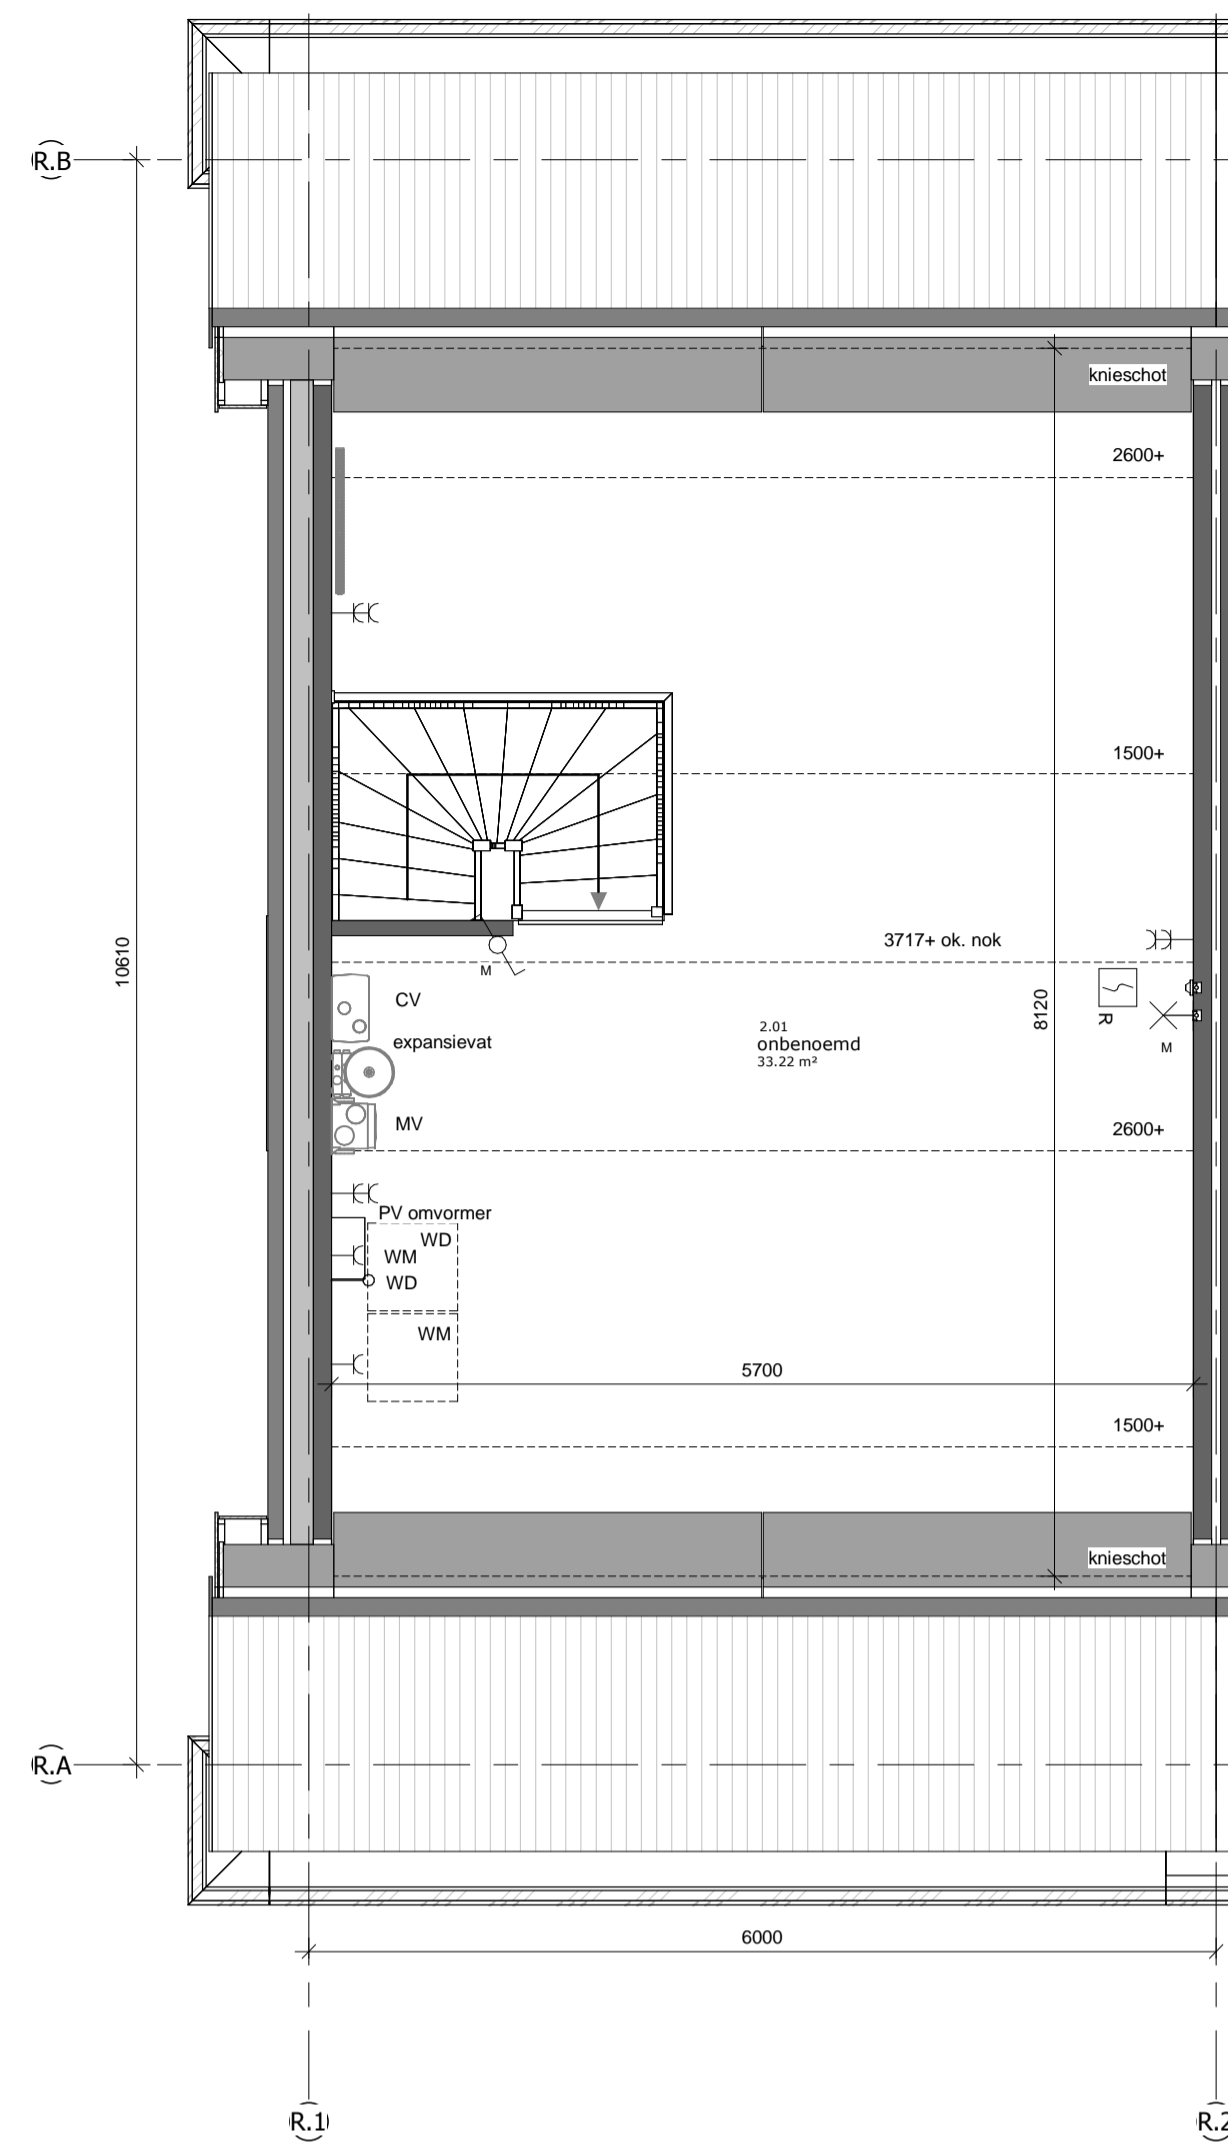 R.B
knieschot
2600+
1500+
3717+ ok. nok
M
CV
R
M
10610
8120
2.01
onbenoemd
33.22 m²
expansievat
MV
2600+
PV omvormer
WD
WM
WD
WM
5700
1500+
knieschot
R.A
6000
R.1
R.2